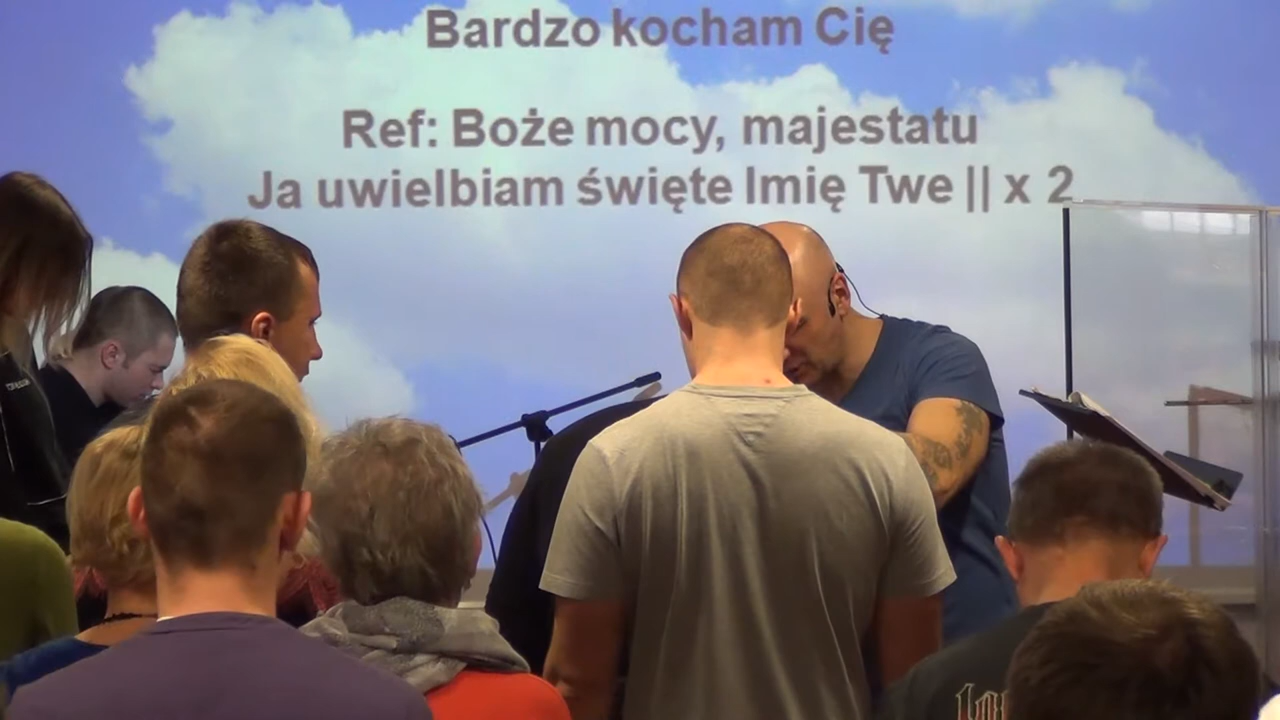 Bardzo kocham Cię
Ref: Boże mocy, majestatu
Ja uwielbiam święte Imię Twe || x 2